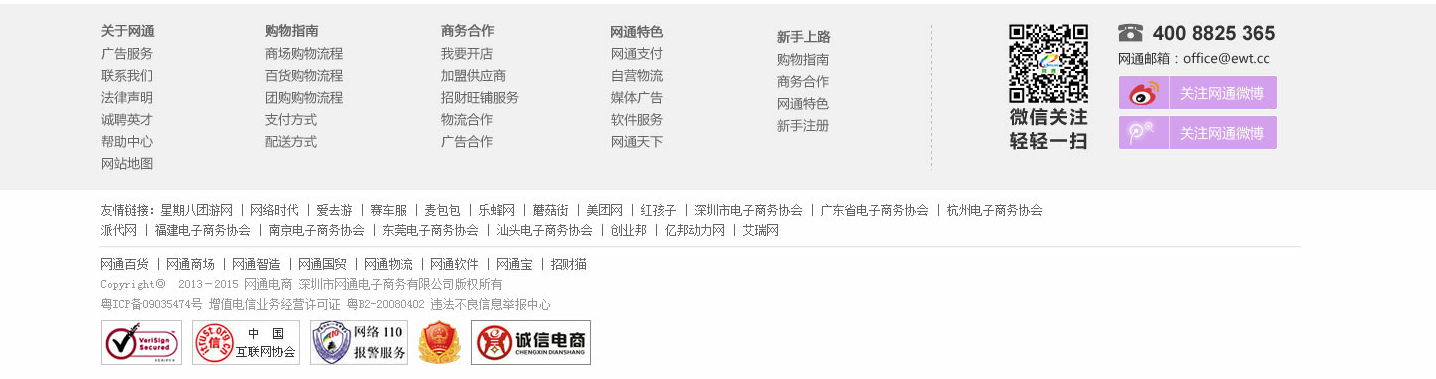 关于网通
广告服务
联系我们
法律声明
诚聘英才
帮助中心
网站地图
购物指南
商场购物流程
百货购物流程
团购购物流程
支付方式
配送方式
商务合作
我要开店
加盟供应商
招财旺铺服务
物流合作
广告合作
网通特色
网通支付
自营物流
媒体广告
软件服务
网通天下
新手上路
购物指南
商务合作
网通特色
新手注册
微信关注
轻轻一扫
400 8825 365
网通邮箱：office@ewt.cc
关注网通微博
关注网通微博
友情链接: 星期八团游网 | 网络时代 | 爱去游 | 赛车服 | 麦包包 | 乐蜂网 | 蘑菇街 | 美团网 | 红孩子 | 深圳市电子商务协会 | 广东省电子商务协会 | 杭州电子商务协会
派代网 | 福建电子商务协会 | 南京电子商务协会 | 东莞电子商务协会 | 汕头电子商务协会 | 创业邦 | 亿邦动力网 | 艾瑞网
网通百货 | 网通商场 | 网通智造 | 网通国贸 | 网通物流 | 网通软件 | 网通宝 | 招财猫
Copyright© 2013-2015 网通电商 深圳市网通电子商务有限公司版权所有
粤ICP备09035474号 增值电信业务经营许可证 粤B2-20080402 违法不良信息举报中心
VeriSign
Secured
itrust.org.cn
信
中 国
互联网协会
网络 110
报警服务
诚信电商
CHENGXIN DIANSHANG